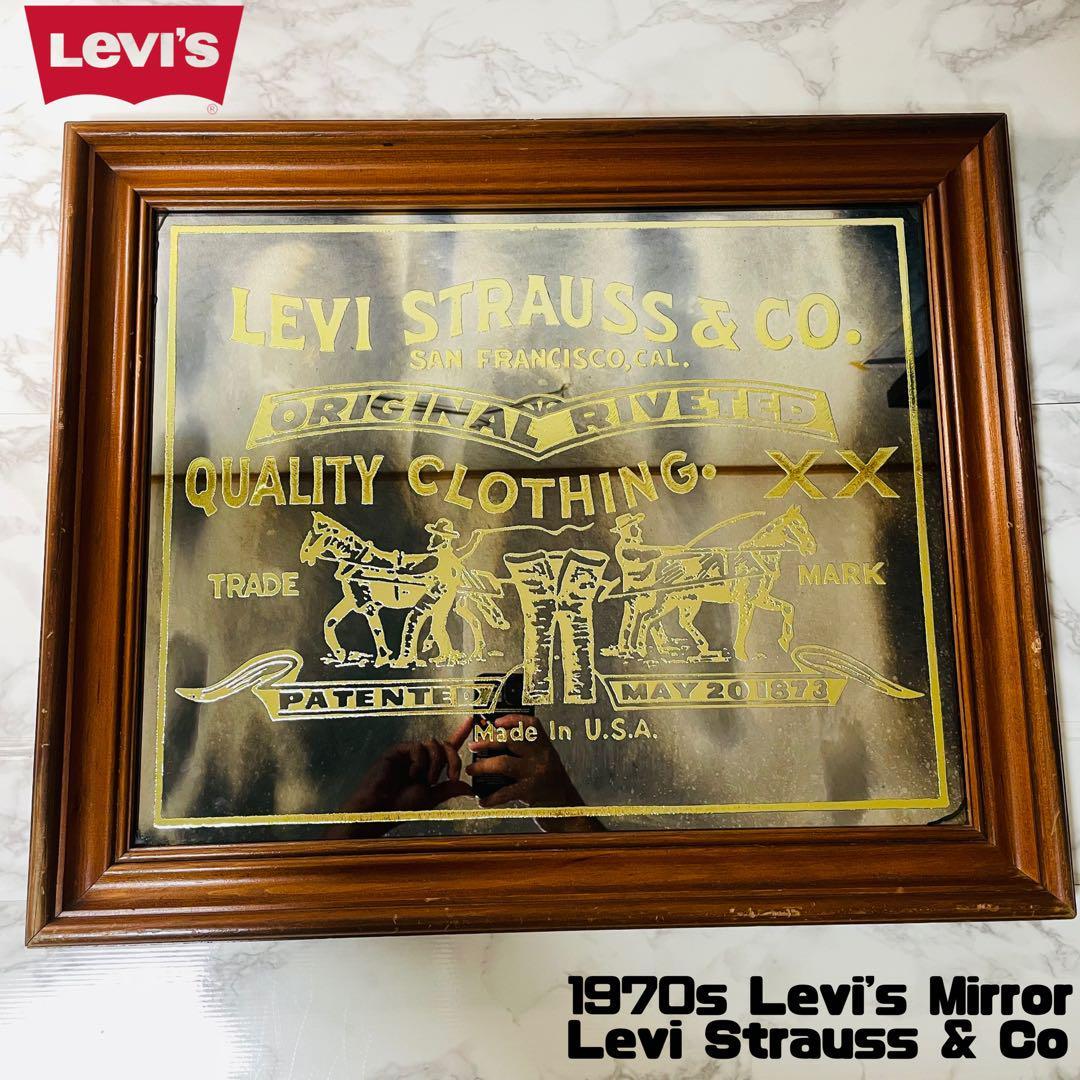 LEVI'S
®
LEVI STRAUSS & CO.
SAN FRANCISCO, CAL.
ORIGINAL RIVETED
QUALITY CLOTHING. XX
TRADE MARK
PATENTED MAY 20 1873
Made In U.S.A.
1970s Levi's Mirror
Levi Strauss & Co